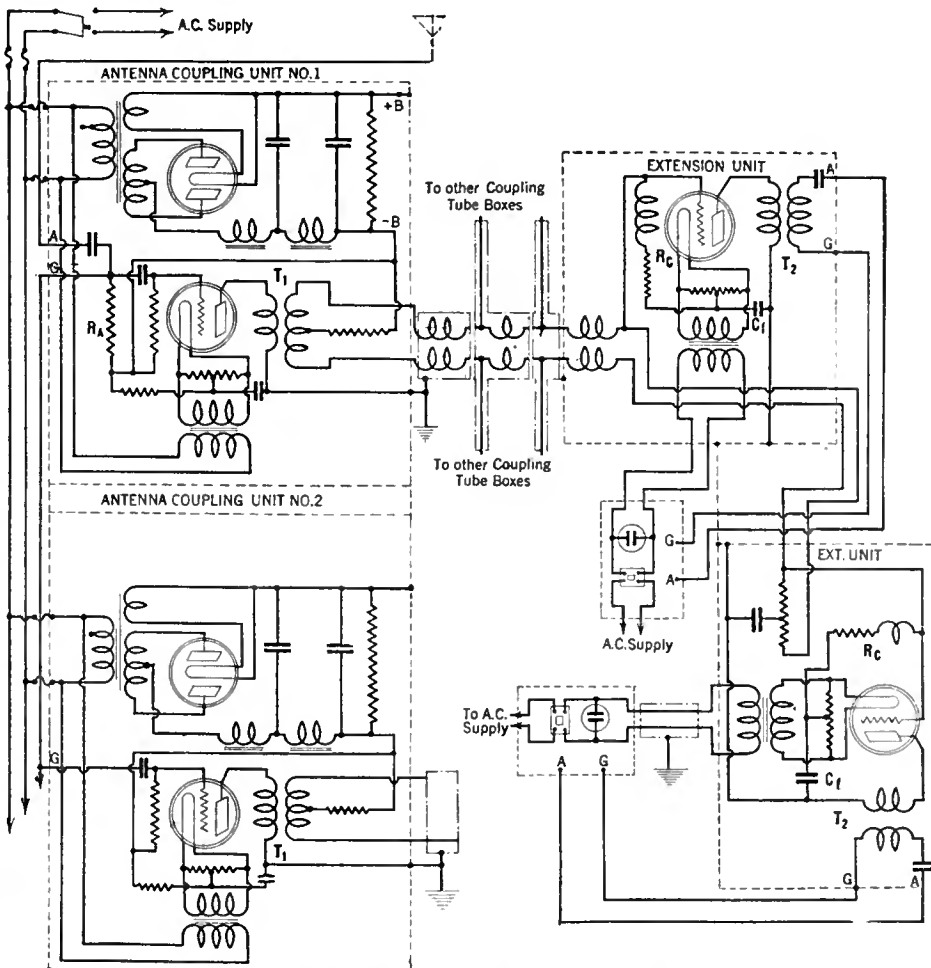 A.C. Supply
ANTENNA COUPLING UNIT NO.1
+B
-B
A
G
RA
T1
To other Coupling
Tube Boxes
To other Coupling
Tube Boxes
EXTENSION UNIT
A
G
RC
T2
Cf
G
A
A.C. Supply
ANTENNA COUPLING UNIT NO.2
G
T1
EXT. UNIT
RC
To A.C.
Supply
A
G
Cf
T2
G
A